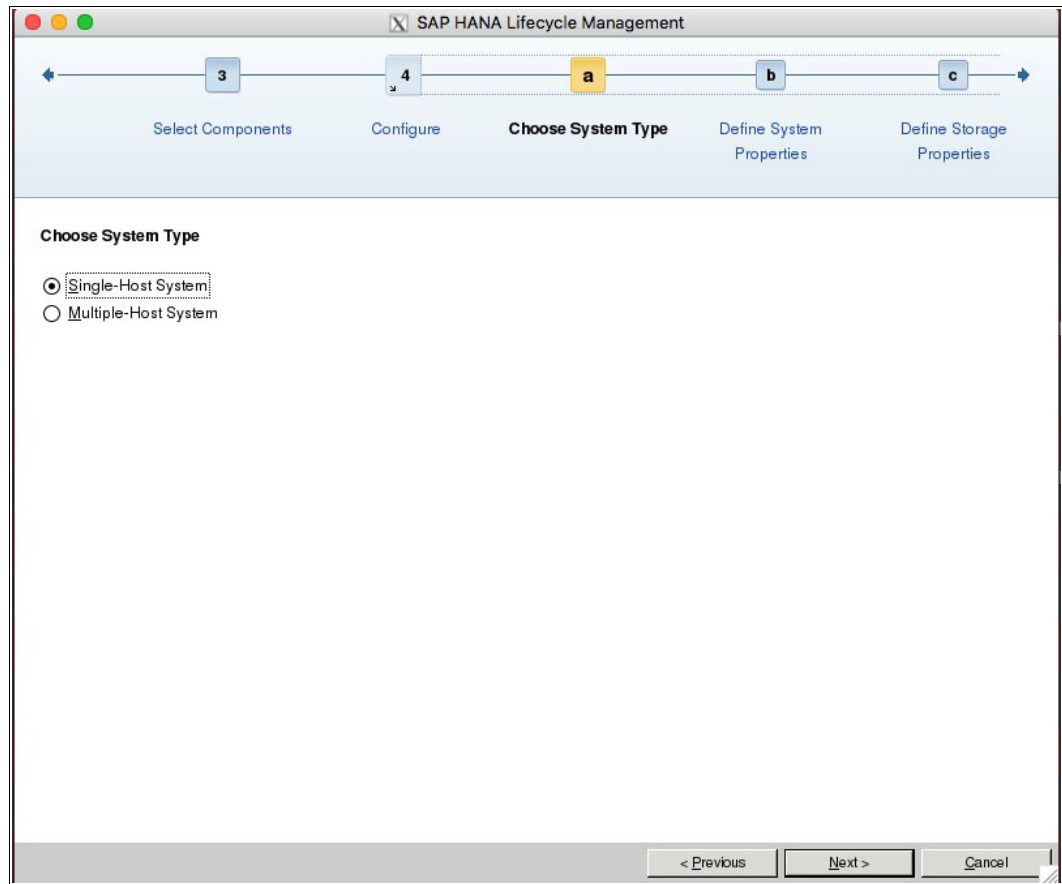 SAP HANA Lifecycle Management
3
4
a
b
c
Select Components
Configure
Choose System Type
Define System
Properties
Define Storage
Properties
Choose System Type
Single-Host System
Multiple-Host System
< Previous
Next >
Cancel